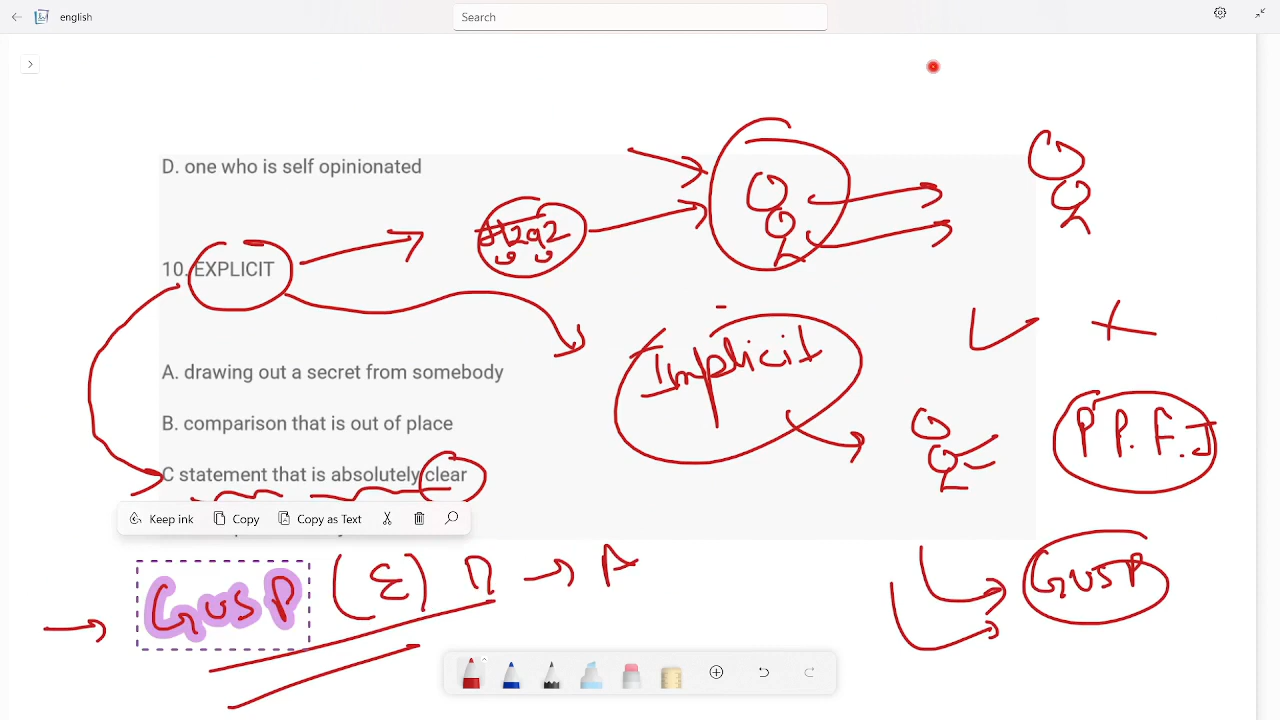 english
Search
D. one who is self opinionated
10. EXPLICIT
Implicit
A. drawing out a secret from somebody
B. comparison that is out of place
P P. F. J
C statement that is absolutely clear
Keep ink Copy Copy as Text
GUSP
GUSP